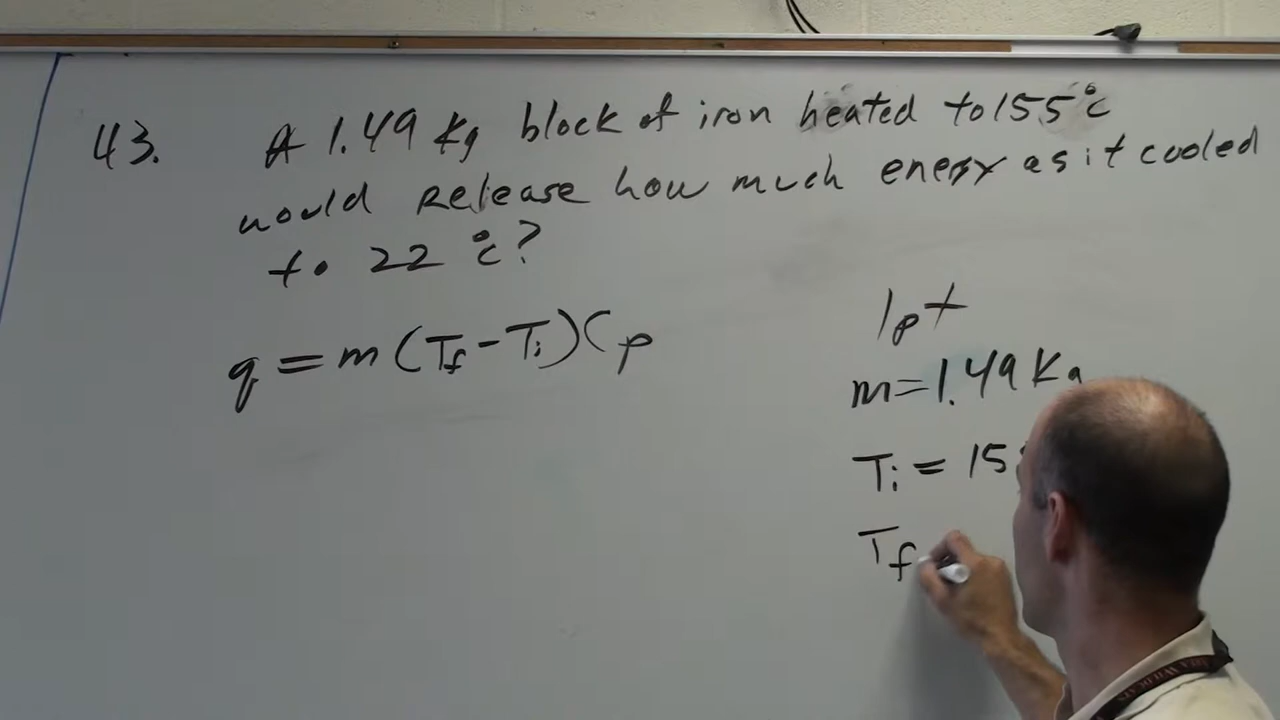 43. A 1.49 kg block of iron heated to 155°c
would Release how much energy as it cooled
to 22 °c?
q = m (Tf - Ti) Cp
1pt
m = 1.49 Kg
Ti = 15
Tf